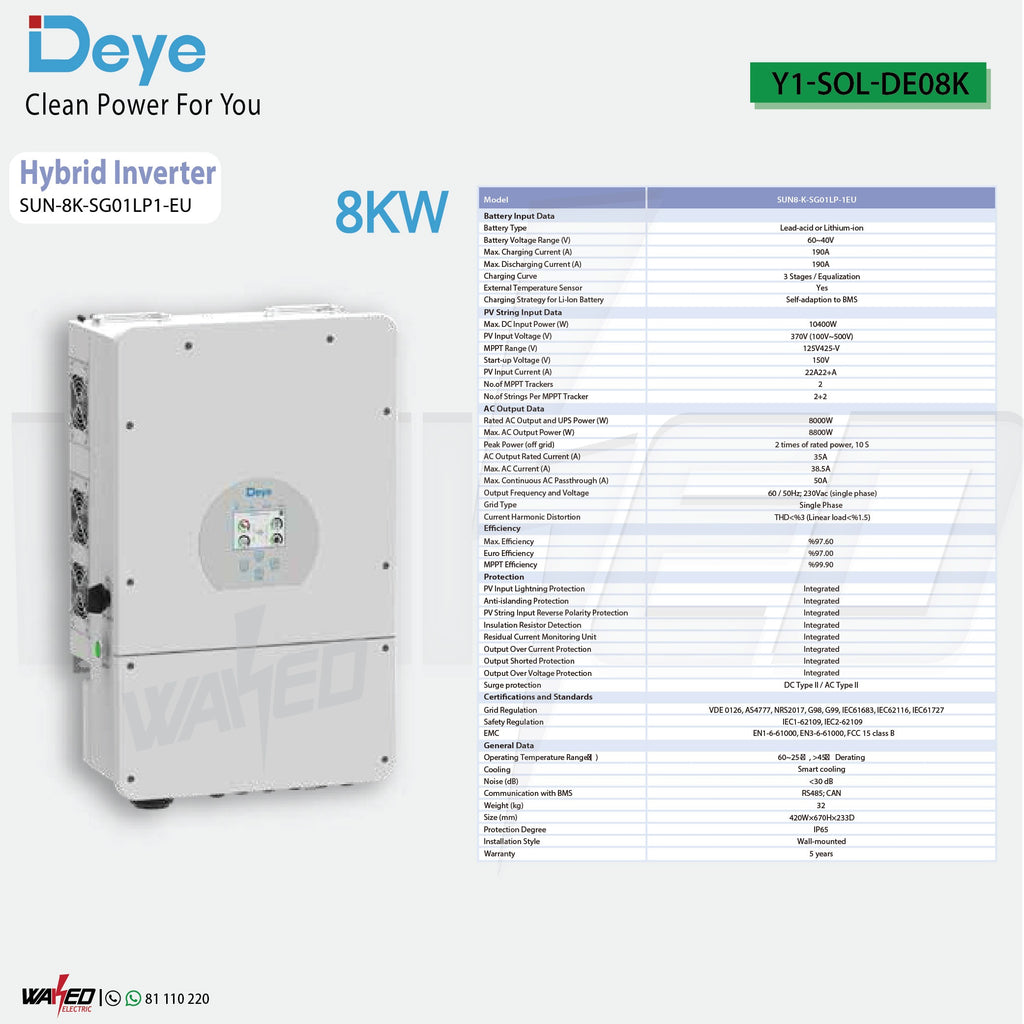 Deye
Clean Power For You
Y1-SOL-DE08K
Hybrid Inverter
SUN-8K-SG01LP1-EU
8KW
Model SUN8-K-SG01LP-1EU
Battery Input Data
Battery Type Lead-acid or Lithium-ion
Battery Voltage Range (V) 60~40V
Max. Charging Current (A) 190A
Max. Discharging Current (A) 190A
Charging Curve 3 Stages / Equalization
External Temperature Sensor Yes
Charging Strategy for Li-Ion Battery Self-adaption to BMS
PV String Input Data
Max. DC Input Power (W) 10400W
PV Input Voltage (V) 370V (100V~500V)
MPPT Range (V) 125V425-V
Start-up Voltage (V) 150V
PV Input Current (A) 22A22+A
No.of MPPT Trackers 2
No.of Strings Per MPPT Tracker 2+2
AC Output Data
Rated AC Output and UPS Power (W) 8000W
Max. AC Output Power (W) 8800W
Peak Power (off grid) 2 times of rated power, 10 S
AC Output Rated Current (A) 35A
Max. AC Current (A) 38.5A
Max. Continuous AC Passthrough (A) 50A
Output Frequency and Voltage 60 / 50Hz; 230Vac (single phase)
Grid Type Single Phase
Current Harmonic Distortion THD<%3 (Linear load<%1.5)
Efficiency
Max. Efficiency %97.60
Euro Efficiency %97.00
MPPT Efficiency %99.90
Protection
PV Input Lightning Protection Integrated
Anti-islanding Protection Integrated
PV String Input Reverse Polarity Protection Integrated
Insulation Resistor Detection Integrated
Residual Current Monitoring Unit Integrated
Output Over Current Protection Integrated
Output Shorted Protection Integrated
Output Over Voltage Protection Integrated
Surge protection DC Type II / AC Type II
Certifications and Standards
Grid Regulation VDE 0126, AS4777, NRS2017, G98, G99, IEC61683, IEC62116, IEC61727
Safety Regulation IEC1-62109, IEC2-62109
EMC EN1-6-61000, EN3-6-61000, FCC 15 class B
General Data
Operating Temperature Range( ) 60~25 , >45 Derating
Cooling Smart cooling
Noise (dB) <30 dB
Communication with BMS RS485; CAN
Weight (kg) 32
Size (mm) 420W×670H×233D
Protection Degree IP65
Installation Style Wall-mounted
Warranty 5 years
Deye
WAKED
WAKED
WAKED ELECTRIC
81 110 220